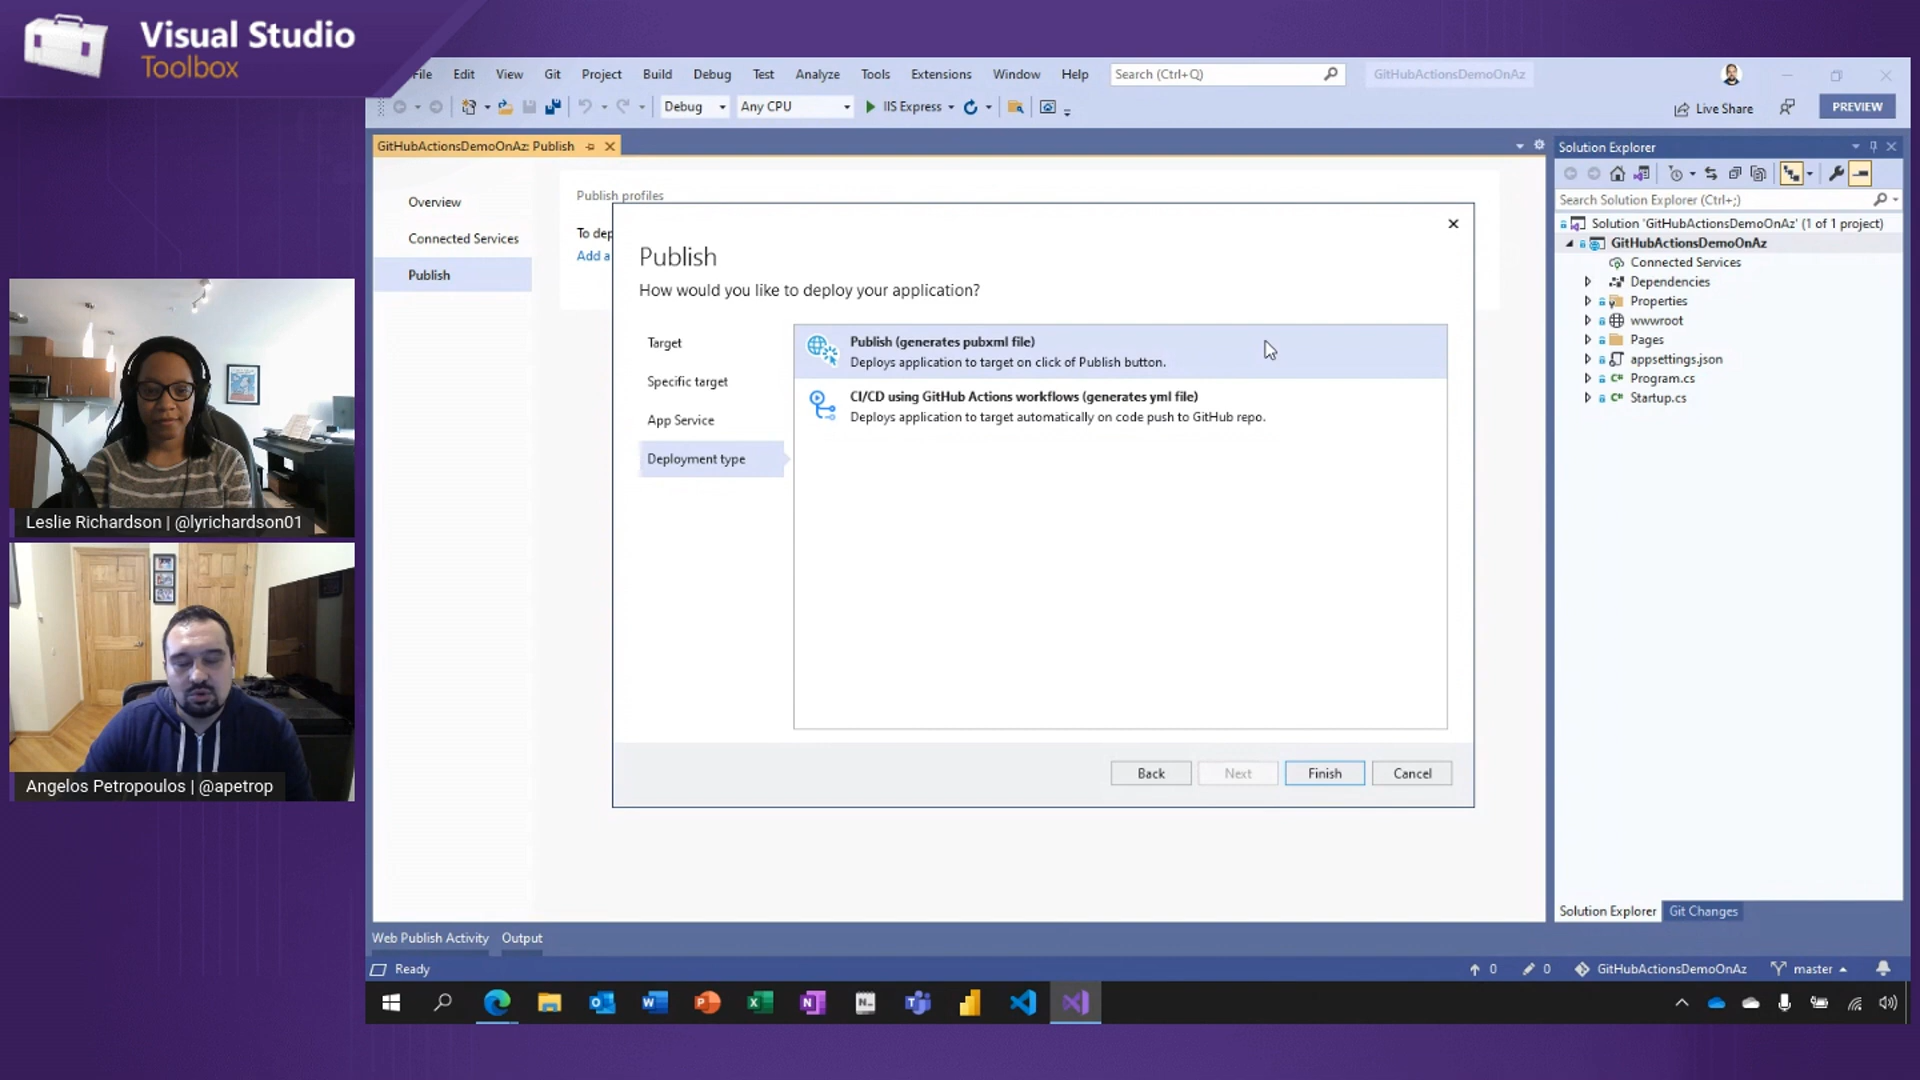 Visual Studio
Toolbox
File Edit View Git Project Build Debug Test Analyze Tools Extensions Window Help Search (Ctrl+Q) GitHubActionsDemoOnAz
Debug Any CPU IIS Express Live Share PREVIEW
GitHubActionsDemoOnAz: Publish
Overview
Connected Services
Publish
Publish profiles
To dep
Add a
Publish
How would you like to deploy your application?
Target
Specific target
App Service
Deployment type
Publish (generates pubxml file)
Deploys application to target on click of Publish button.
CI/CD using GitHub Actions workflows (generates yml file)
Deploys application to target automatically on code push to GitHub repo.
Back Next Finish Cancel
Solution Explorer
Search Solution Explorer (Ctrl+;)
Solution 'GitHubActionsDemoOnAz' (1 of 1 project)
GitHubActionsDemoOnAz
Connected Services
Dependencies
Properties
wwwroot
Pages
appsettings.json
C# Program.cs
C# Startup.cs
Solution Explorer Git Changes
Leslie Richardson | @lyrichardson01
Angelos Petropoulos | @apetrop
Web Publish Activity Output
Ready 0 0 GitHubActionsDemoOnAz master